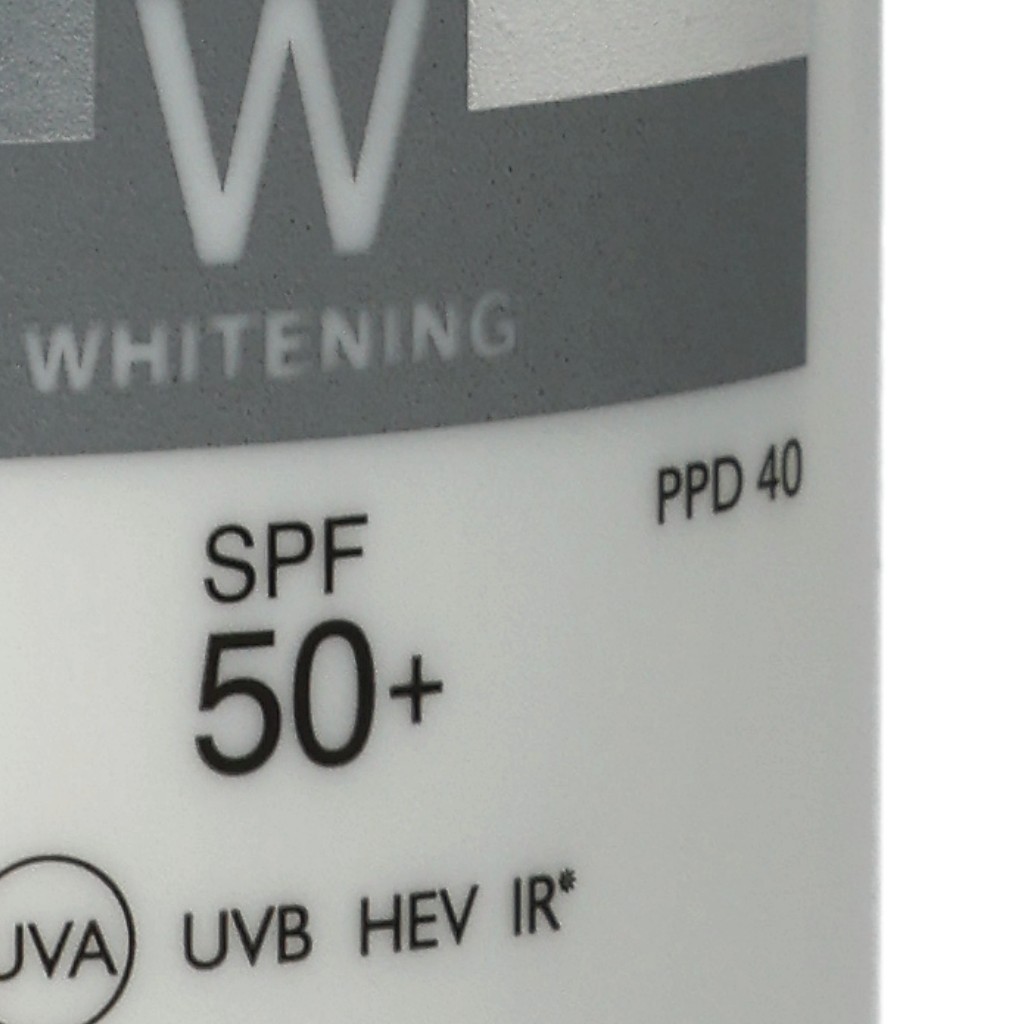 W
WHITENING
PPD 40
SPF
50+
UVA UVB HEV IR*